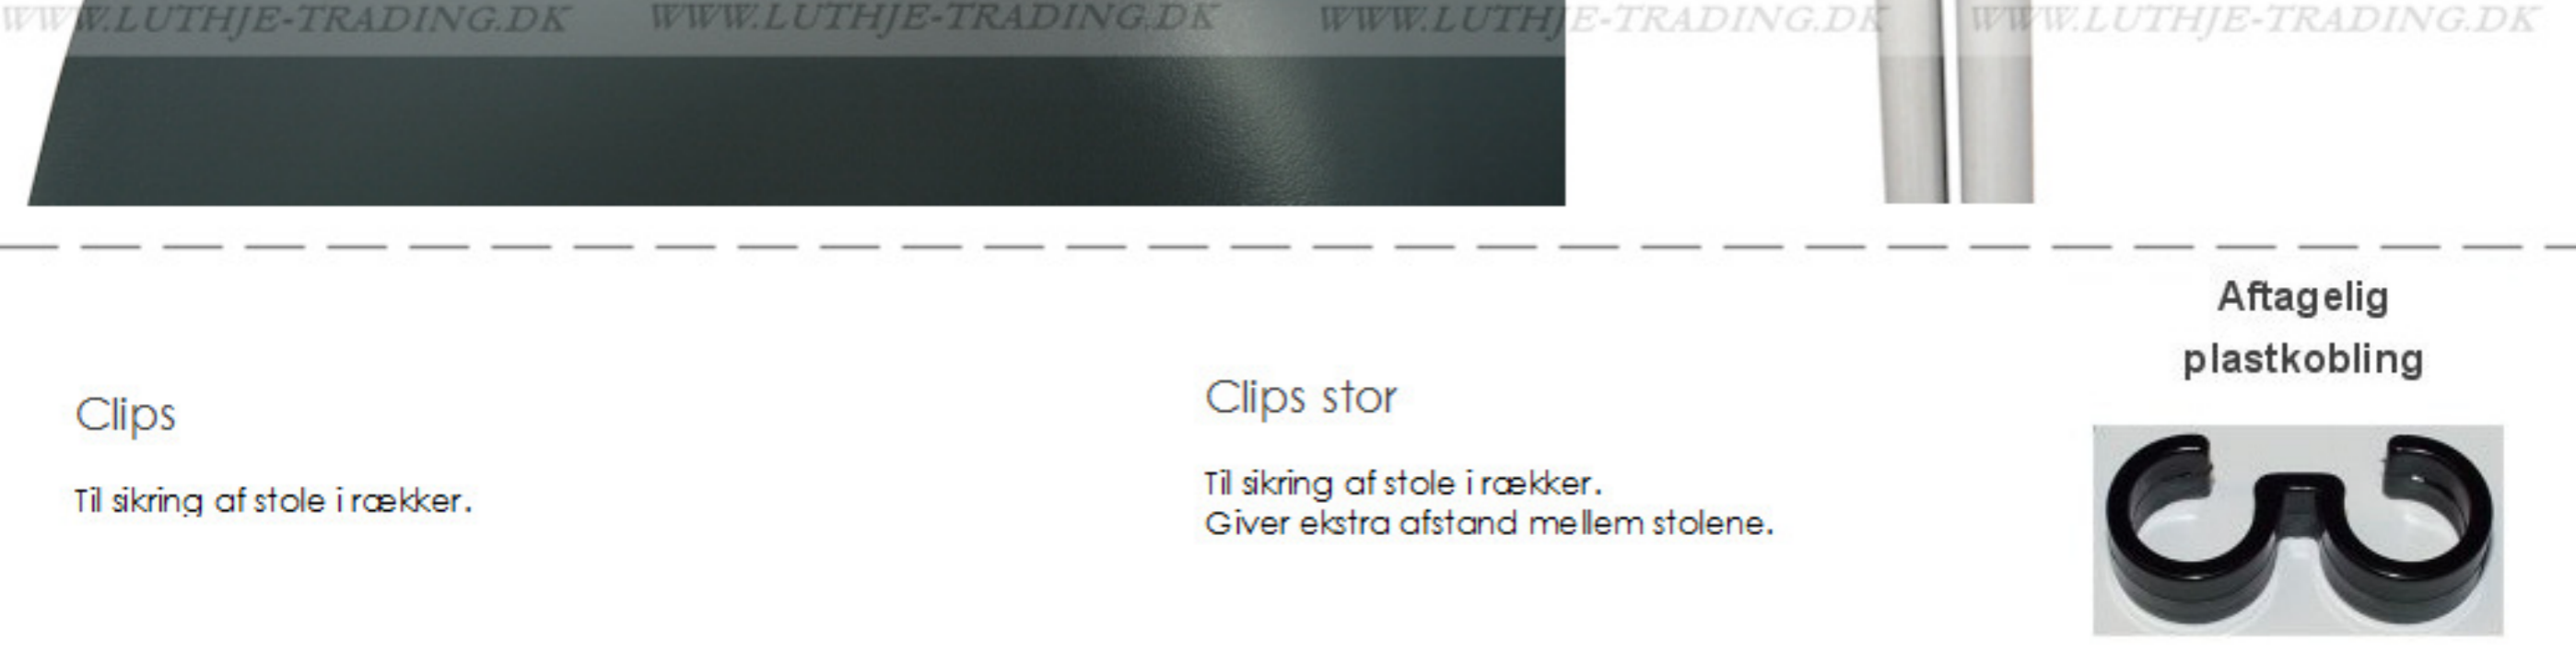 WWW.LUTHJE-TRADING.DK WWW.LUTHJE-TRADING.DK WWW.LUTHJE-TRADING.DK WWW.LUTHJE-TRADING.DK
Aftagelig
plastkobling
Clips
Til sikring af stole i rækker.
Clips stor
Til sikring af stole i rækker.
Giver ekstra afstand mellem stolene.